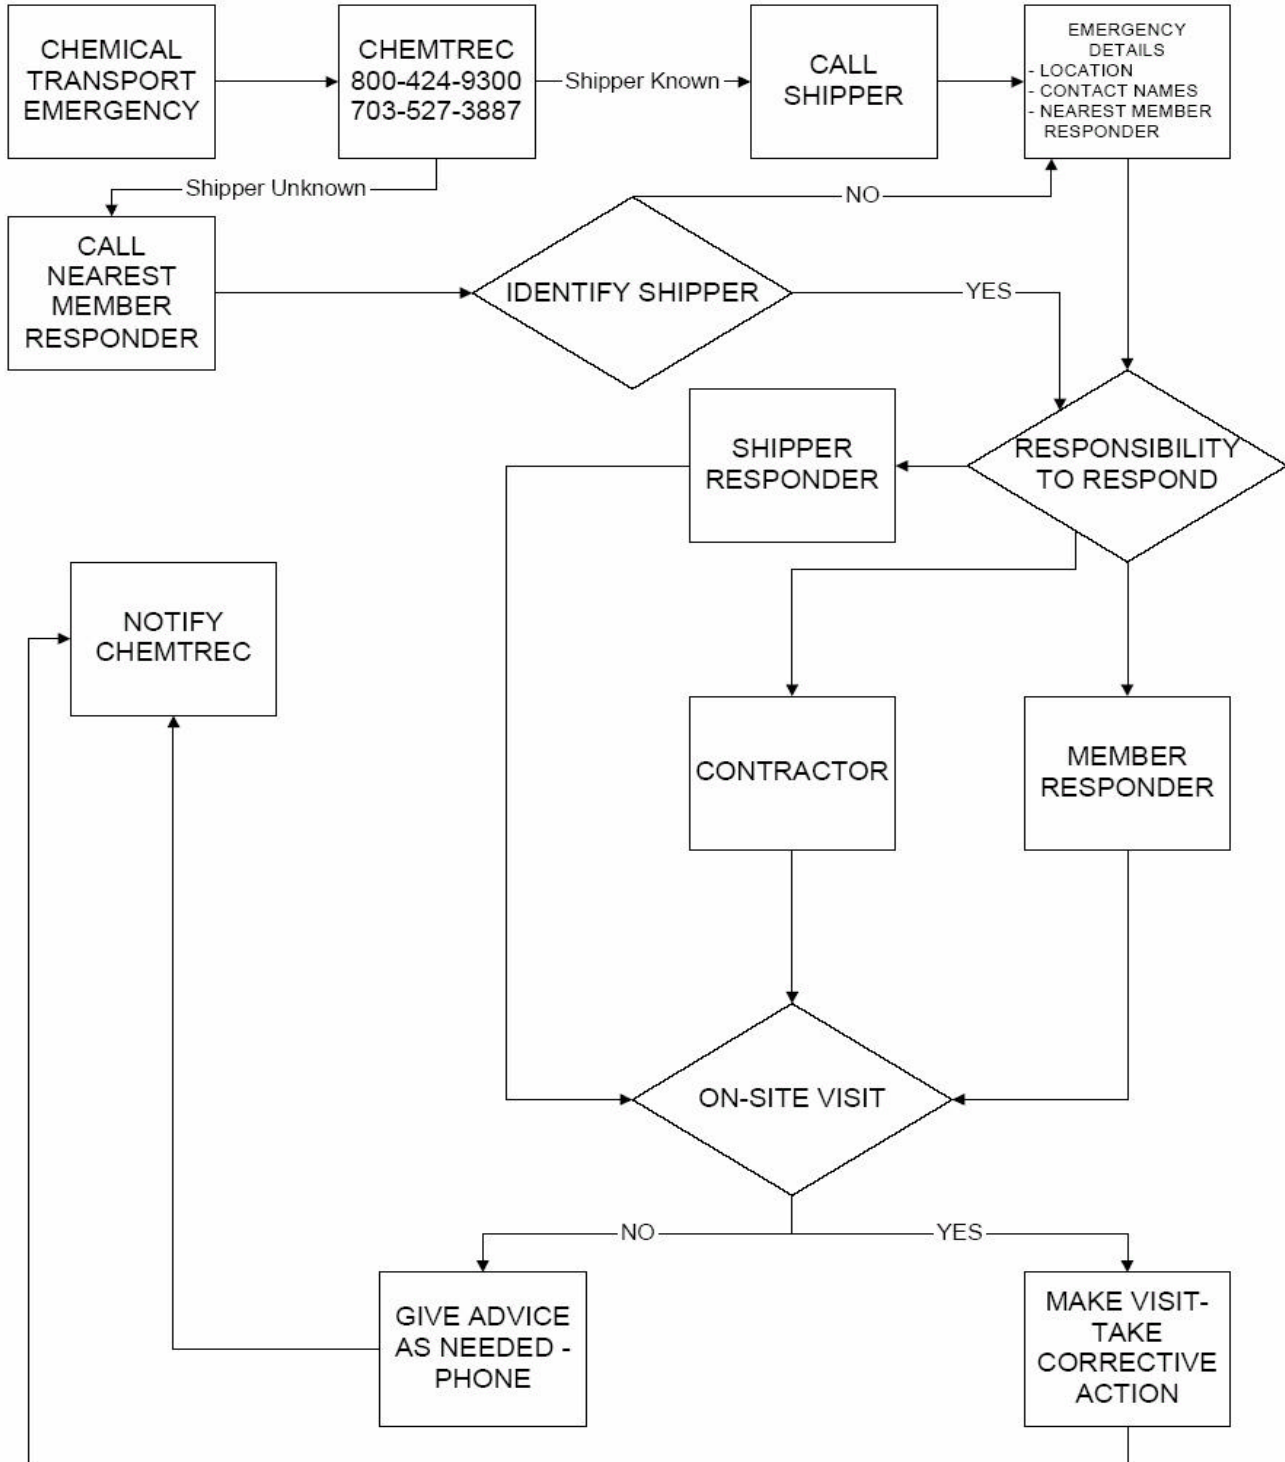 CHEMICAL
TRANSPORT
EMERGENCY
CHEMTREC
800-424-9300
703-527-3887
Shipper Known
CALL
SHIPPER
EMERGENCY
DETAILS
- LOCATION
- CONTACT NAMES
- NEAREST MEMBER
RESPONDER
Shipper Unknown
NO
CALL
NEAREST
MEMBER
RESPONDER
IDENTIFY SHIPPER
YES
SHIPPER
RESPONDER
RESPONSIBILITY
TO RESPOND
NOTIFY
CHEMTREC
CONTRACTOR
MEMBER
RESPONDER
ON-SITE VISIT
NO
YES
GIVE ADVICE
AS NEEDED -
PHONE
MAKE VISIT-
TAKE
CORRECTIVE
ACTION